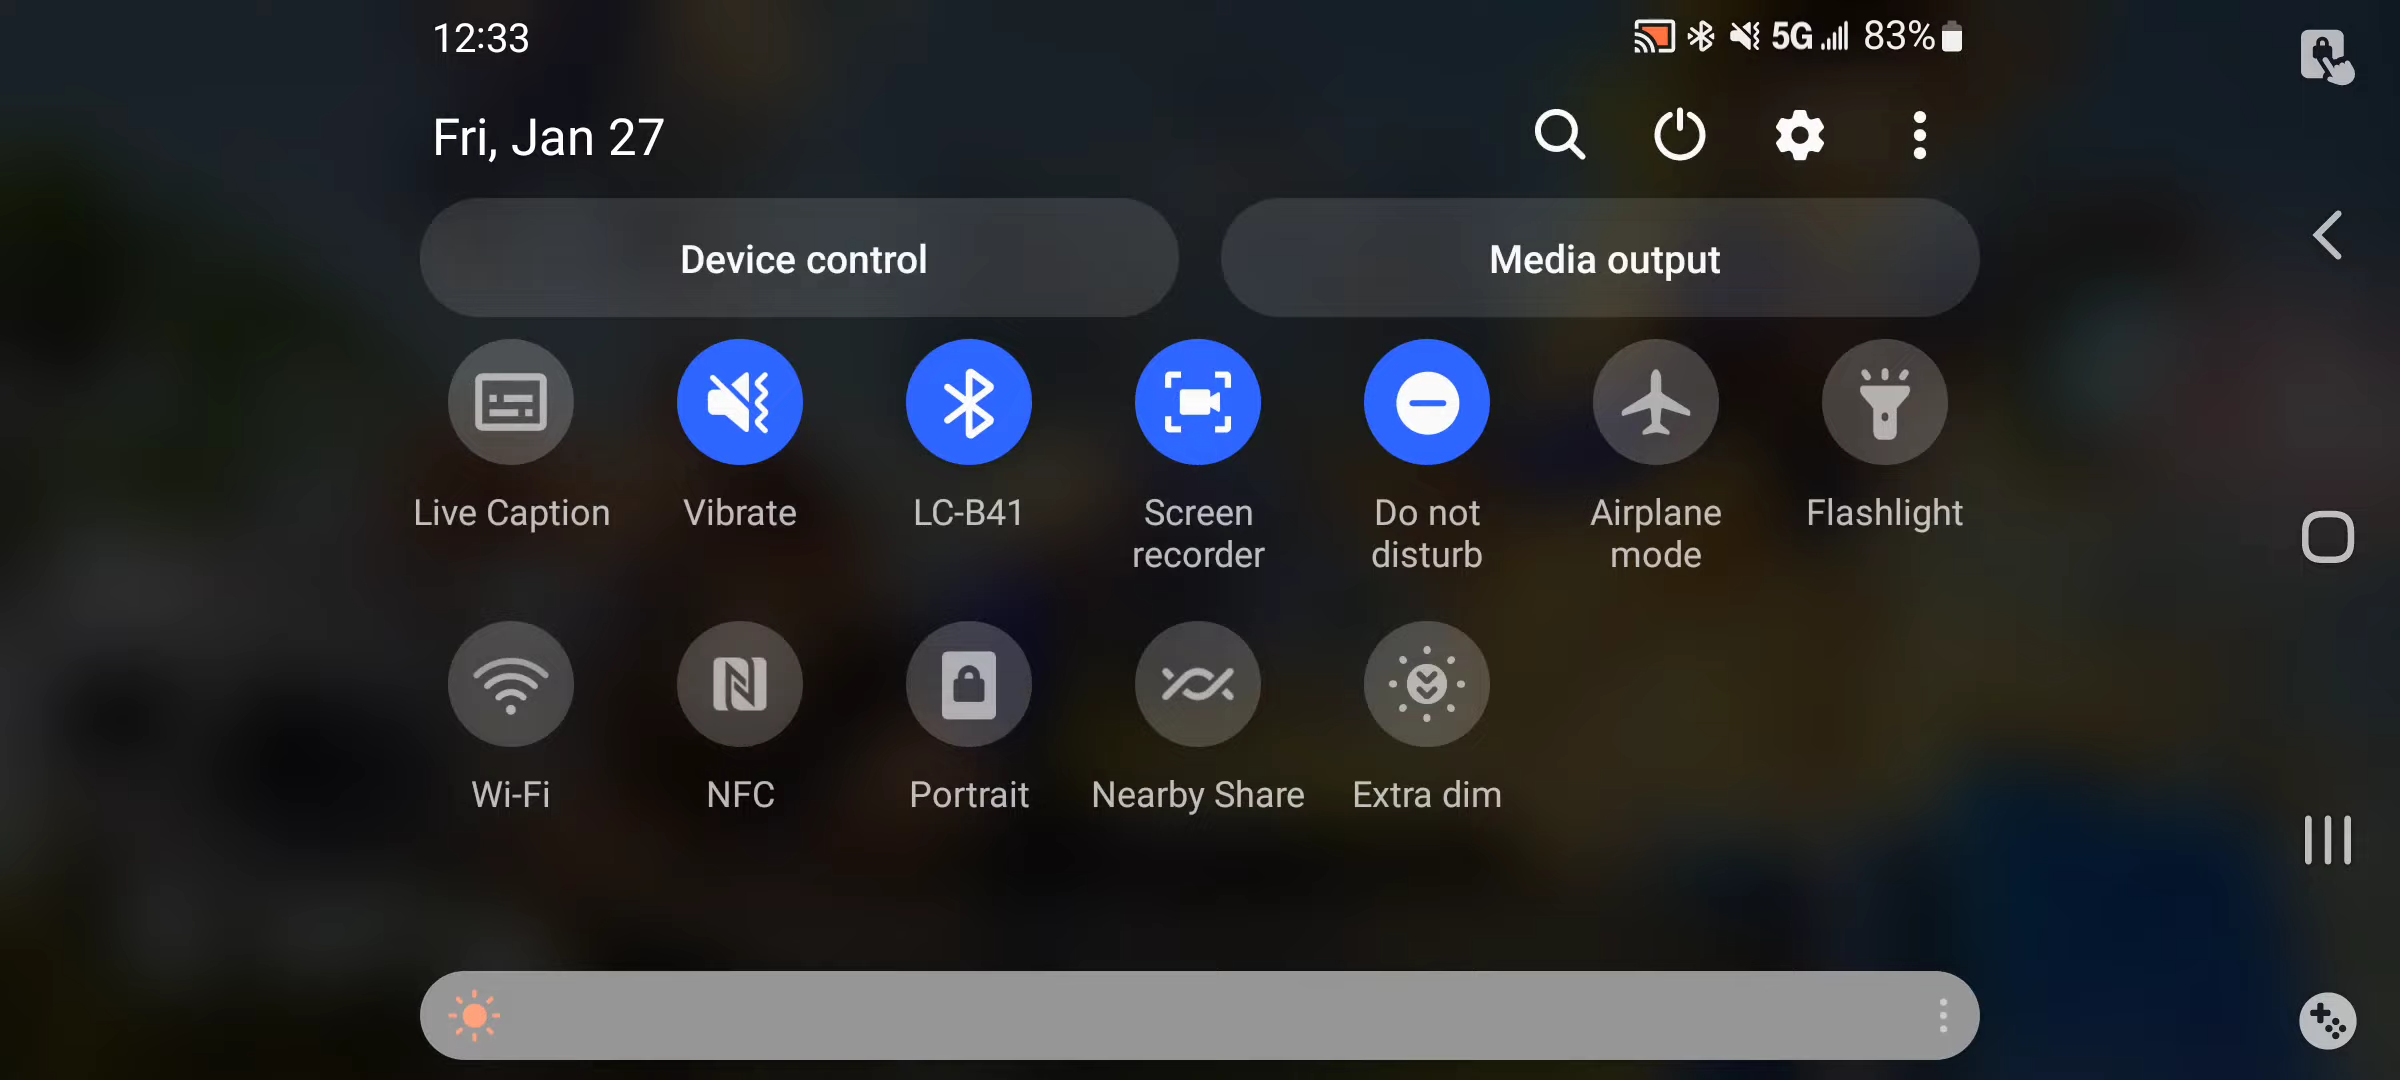 12:33
5G 83%
Fri, Jan 27
Device control
Media output
Live Caption
Vibrate
LC-B41
Screen
recorder
Do not
disturb
Airplane
mode
Flashlight
Wi-Fi
NFC
Portrait
Nearby Share
Extra dim